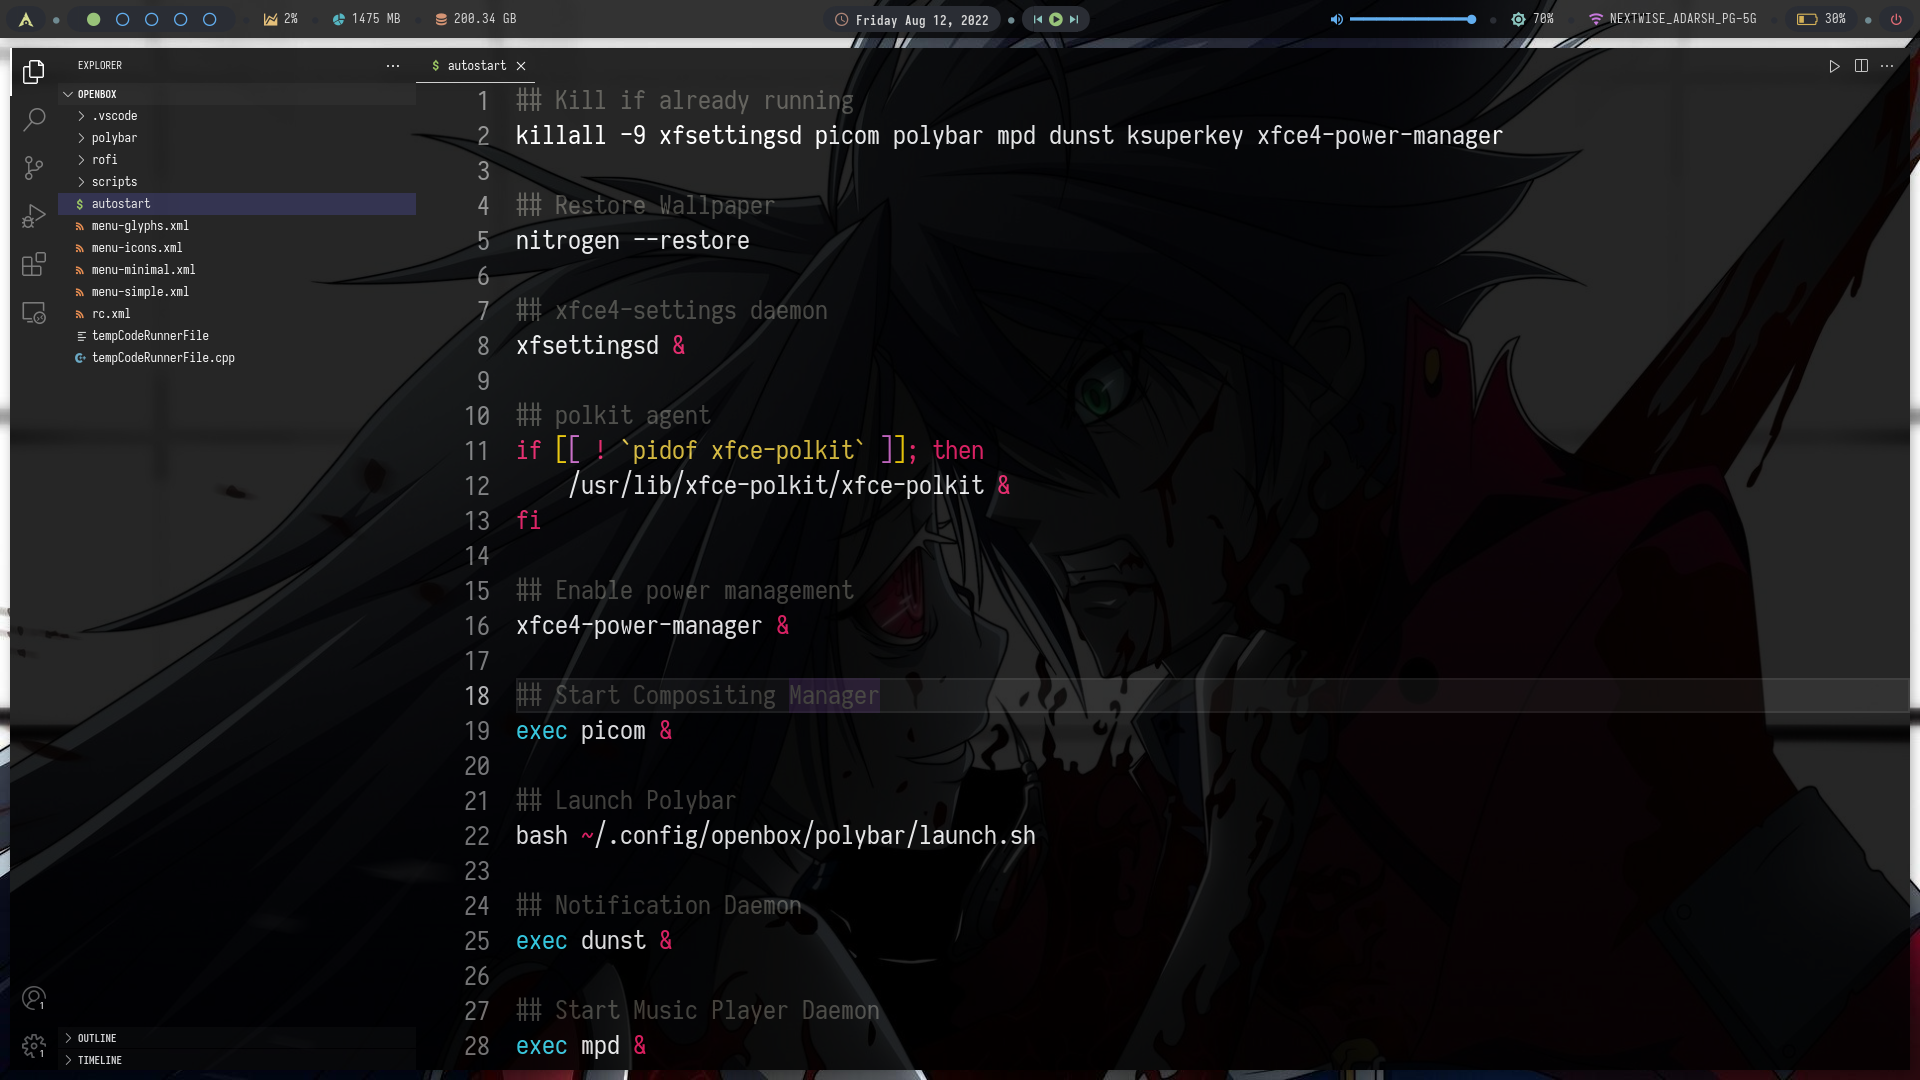 2%
1475 MB
200.34 GB
Friday Aug 12, 2022
70%
NEXTWISE_ADARSH_PG-5G
30%
EXPLORER
OPENBOX
.vscode
polybar
rofi
scripts
$ autostart
menu-glyphs.xml
menu-icons.xml
menu-minimal.xml
menu-simple.xml
rc.xml
tempCodeRunnerFile
tempCodeRunnerFile.cpp
1
1
OUTLINE
TIMELINE
$ autostart
1 ## Kill if already running
2 killall -9 xfsettingsd picom polybar mpd dunst ksuperkey xfce4-power-manager
3
4 ## Restore Wallpaper
5 nitrogen --restore
6
7 ## xfce4-settings daemon
8 xfsettingsd &
9
10 ## polkit agent
11 if [[ ! `pidof xfce-polkit` ]]; then
12     /usr/lib/xfce-polkit/xfce-polkit &
13 fi
14
15 ## Enable power management
16 xfce4-power-manager &
17
18 ## Start Compositing Manager
19 exec picom &
20
21 ## Launch Polybar
22 bash ~/.config/openbox/polybar/launch.sh
23
24 ## Notification Daemon
25 exec dunst &
26
27 ## Start Music Player Daemon
28 exec mpd &